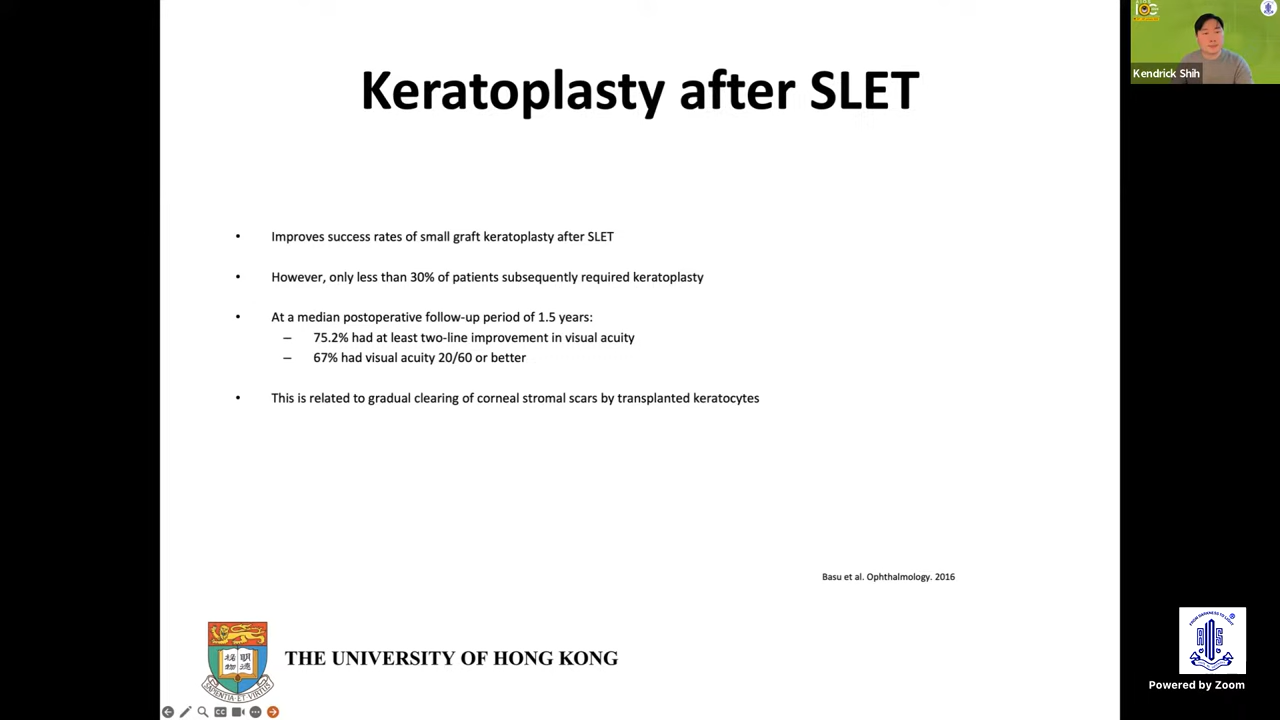 Keratoplasty after SLET
• Improves success rates of small graft keratoplasty after SLET
• However, only less than 30% of patients subsequently required keratoplasty
• At a median postoperative follow-up period of 1.5 years:
– 75.2% had at least two-line improvement in visual acuity
– 67% had visual acuity 20/60 or better
• This is related to gradual clearing of corneal stromal scars by transplanted keratocytes
Basu et al. Ophthalmology. 2016
THE UNIVERSITY OF HONG KONG
SAPIENTIA ET VIRTUS
Kendrick Shih
Powered by Zoom